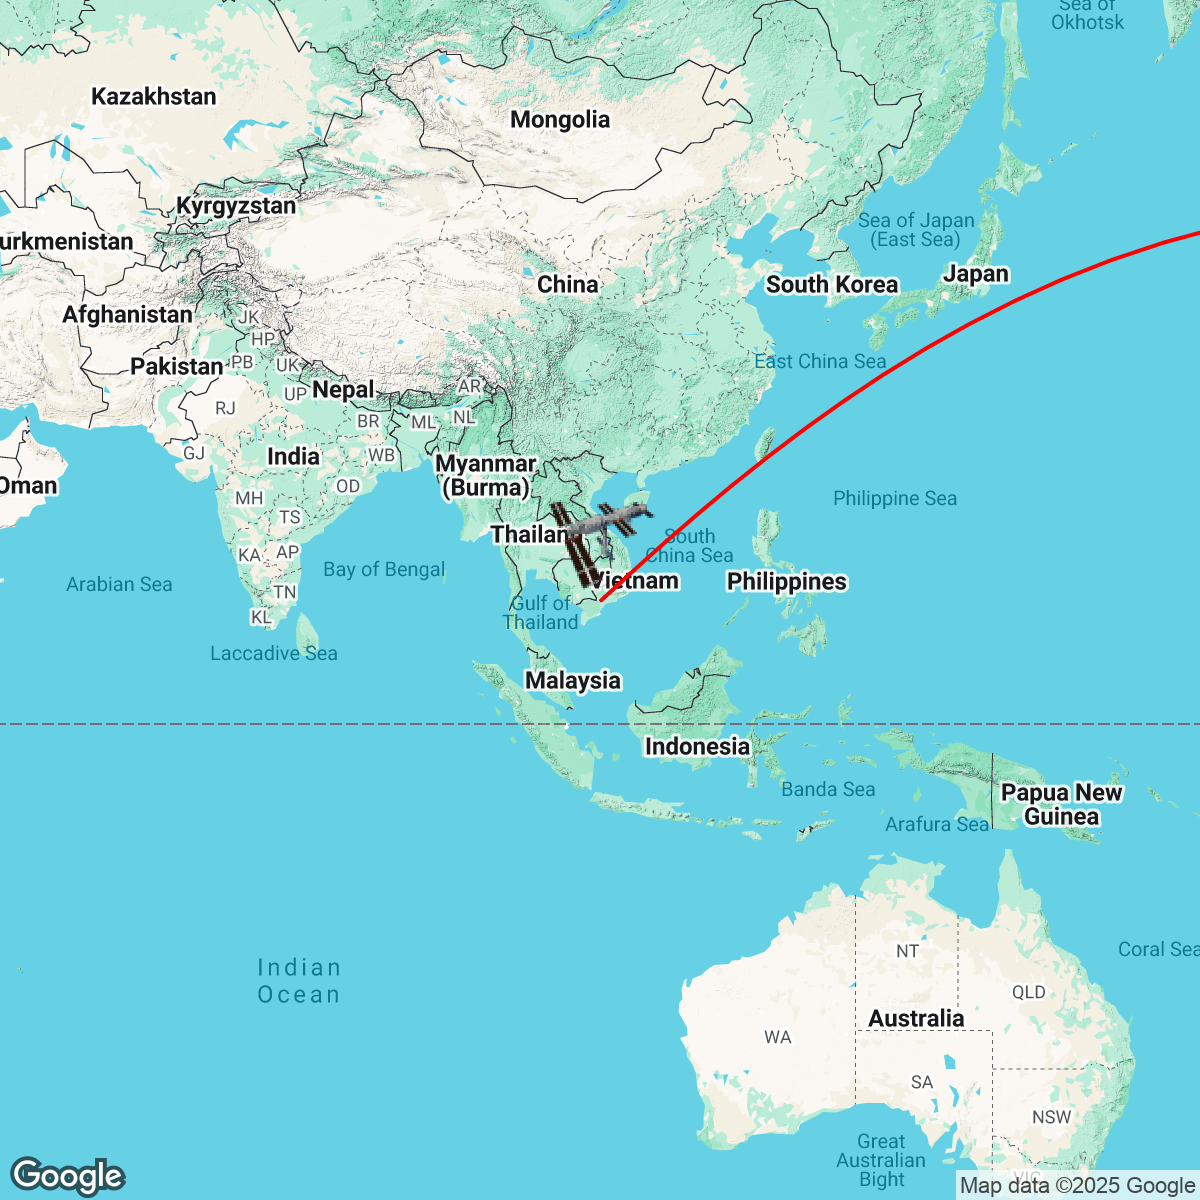 Sea of
Okhotsk
Kazakhstan
Mongolia
Kyrgyzstan
Sea of Japan
(East Sea)
urkmenistan
Japan
China
South Korea
Afghanistan
JK
HP
East China Sea
Pakistan
PB
UK
Nepal
AR
UP
RJ
BR
ML
NL
GJ
India
WB
Myanmar
(Burma)
Oman
OD
MH
Philippine Sea
TS
Thailan
South
China Sea
KA
AP
Bay of Bengal
Arabian Sea
Vietnam
Philippines
TN
Gulf of
Thailand
KL
Laccadive Sea
Malaysia
Indonesia
Banda Sea
Papua New
Guinea
Arafura Sea
Coral Sea
NT
Indian
Ocean
QLD
Australia
WA
SA
NSW
Great
Australian
Bight
VIC
Google
Map data ©2025 Google